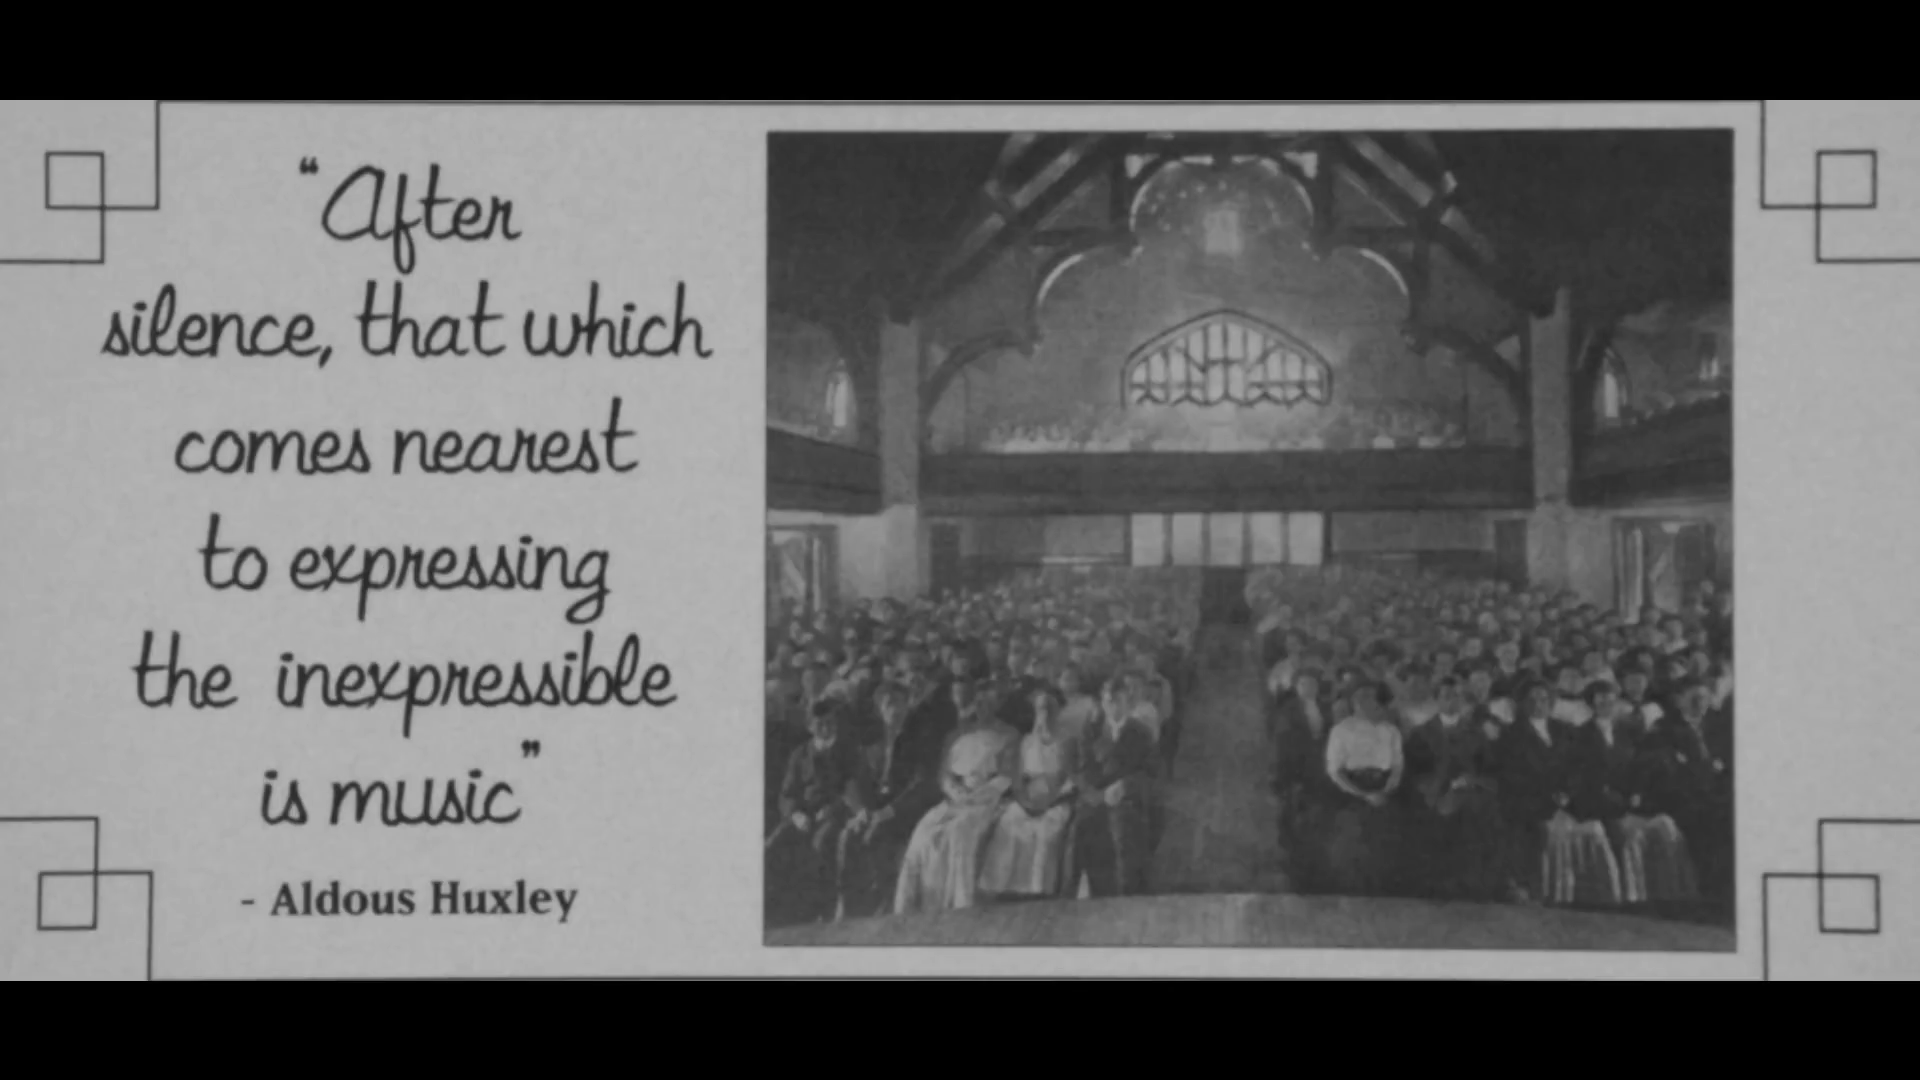 “After
silence, that which
comes nearest
to expressing
the inexpressible
is music”
- Aldous Huxley